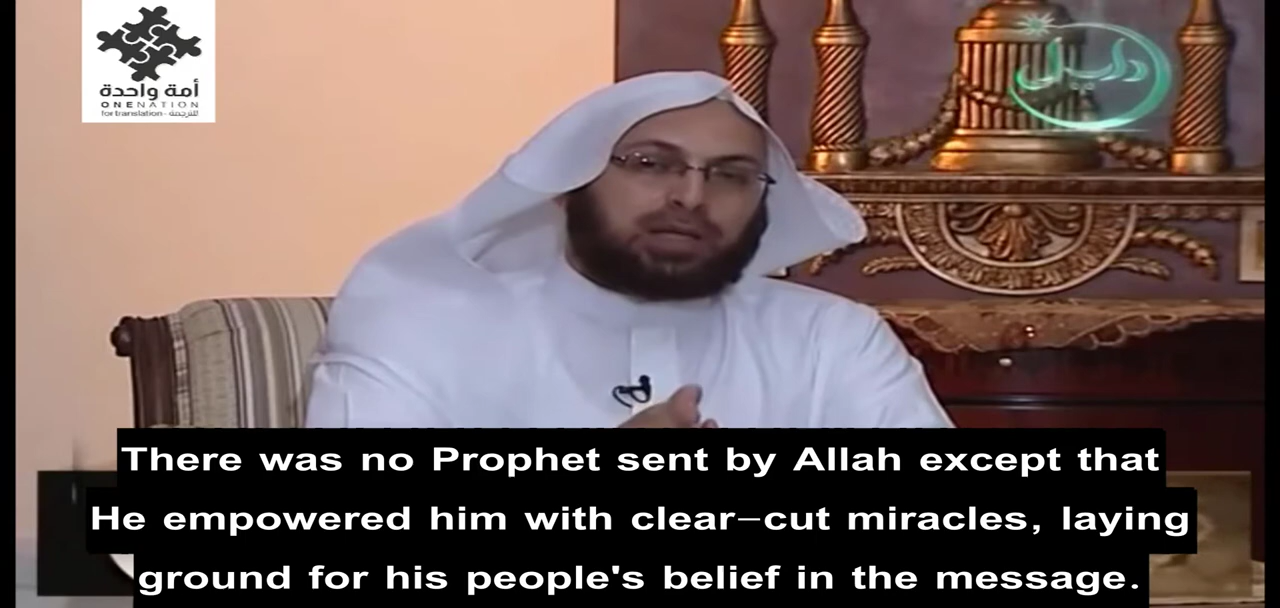 أمة واحدة
ONENATION
for translation - للترجمة
دليل
There was no Prophet sent by Allah except that
He empowered him with clear-cut miracles, laying
ground for his people's belief in the message.